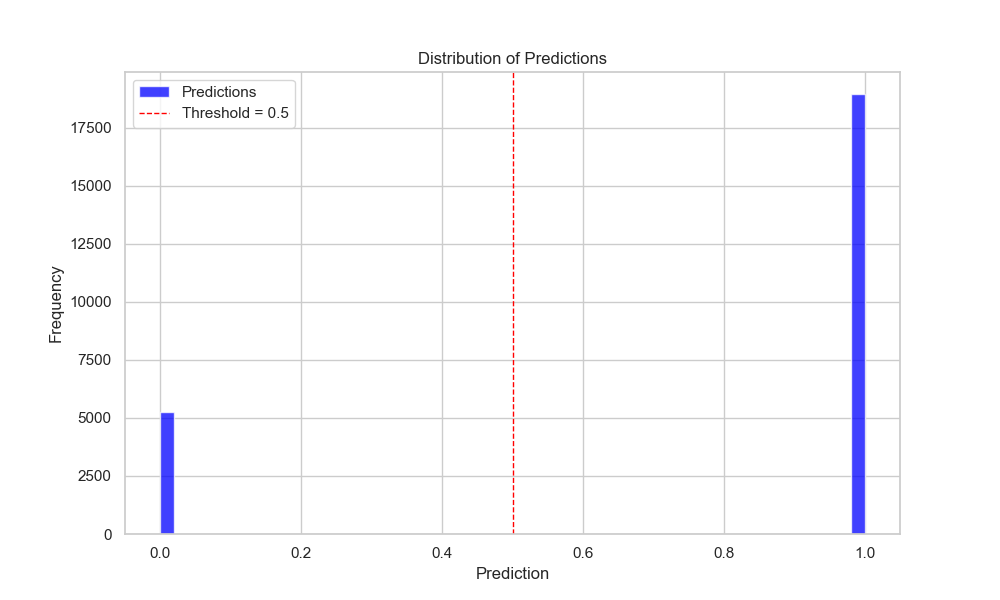 Distribution of Predictions
Predictions
Threshold = 0.5
17500
15000
12500
10000
7500
5000
2500
0
Frequency
0.0 0.2 0.4 0.6 0.8 1.0
Prediction